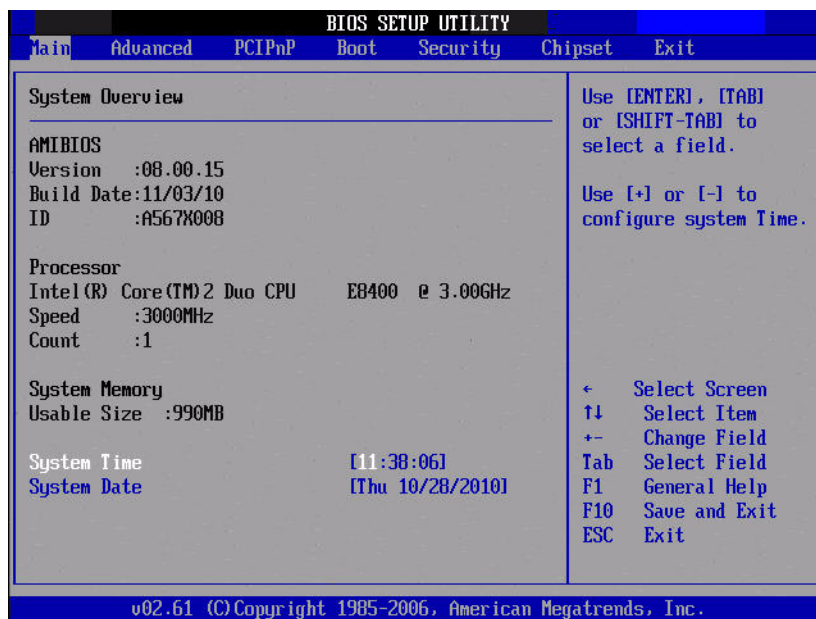 BIOS SETUP UTILITY
Main Advanced PCIPnP Boot Security Chipset Exit
System Overview
AMIBIOS
Version :08.00.15
Build Date:11/03/10
ID :A567X008
Processor
Intel(R) Core(TM)2 Duo CPU E8400 @ 3.00GHz
Speed :3000MHz
Count :1
System Memory
Usable Size :990MB
System Time [11:38:06]
System Date [Thu 10/28/2010]
Use [ENTER], [TAB]
or [SHIFT-TAB] to
select a field.
Use [+] or [-] to
configure system Time.
← Select Screen
↑↓ Select Item
+- Change Field
Tab Select Field
F1 General Help
F10 Save and Exit
ESC Exit
v02.61 (C)Copyright 1985-2006, American Megatrends, Inc.